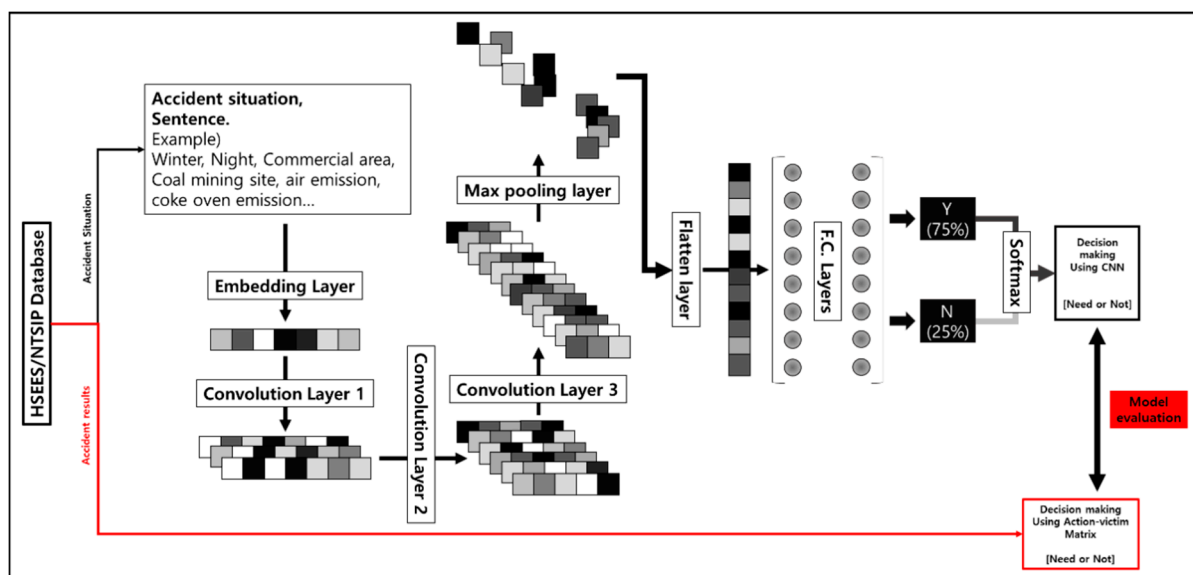 HSEES/NTSIP Database
Accident Situation
Accident results
Accident situation,
Sentence.
Example)
Winter, Night, Commercial area,
Coal mining site, air emission,
coke oven emission...
Embedding Layer
Convolution Layer 1
Convolution Layer 2
Convolution Layer 3
Max pooling layer
Flatten layer
F.C. Layers
Y
(75%)
N
(25%)
Softmax
Decision
making
Using CNN
[Need or Not]
Model
evaluation
Decision making
Using Action-victim
Matrix
[Need or Not]